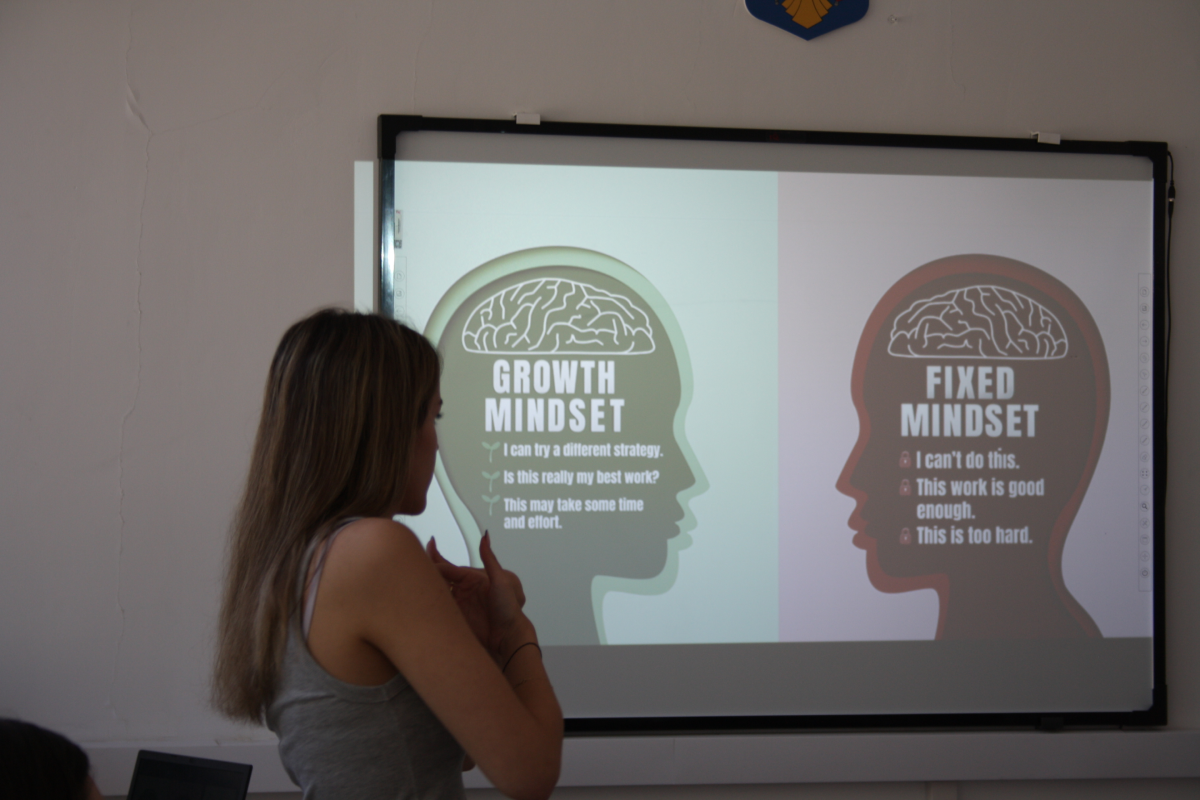 GROWTH
MINDSET
I can try a different strategy.
Is this really my best work?
This may take some time
and effort.
FIXED
MINDSET
I can't do this.
This work is good
enough.
This is too hard.